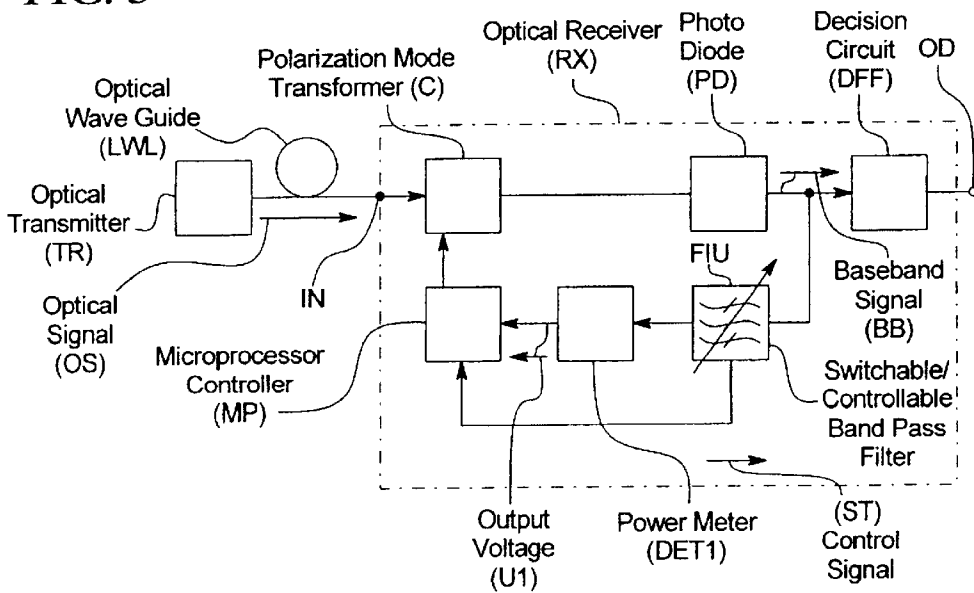 Optical Receiver
(RX)
Photo
Diode
(PD)
Decision
Circuit
(DFF)
OD
Polarization Mode
Transformer (C)
Optical
Wave Guide
(LWL)
Optical
Transmitter
(TR)
Optical
Signal
(OS)
IN
FIU
Baseband
Signal
(BB)
Microprocessor
Controller
(MP)
Switchable/
Controllable
Band Pass
Filter
Output
Voltage
(U1)
Power Meter
(DET1)
(ST)
Control
Signal